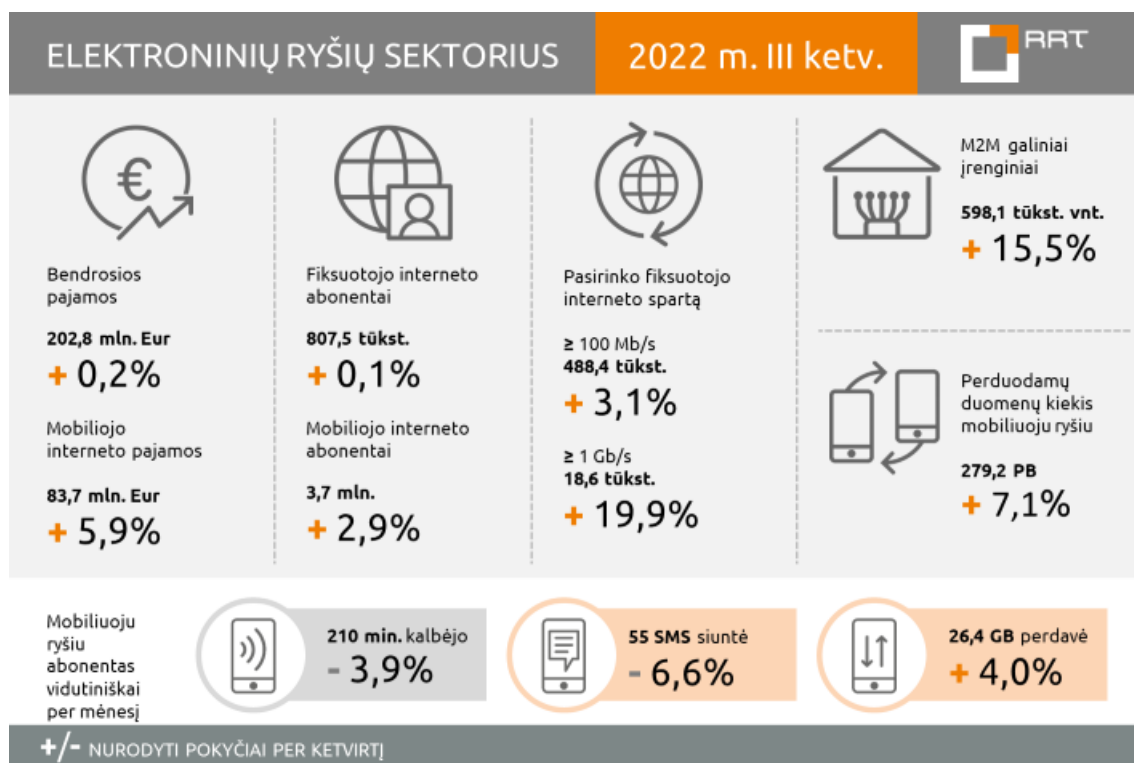 ELEKTRONINIŲ RYŠIŲ SEKTORIUS
2022 m. III ketv.
RRT
€
Bendrosios
pajamos
202,8 mln. Eur
+ 0,2%
Mobiliojo
interneto pajamos
83,7 mln. Eur
+ 5,9%
Fiksuotojo interneto
abonentai
807,5 tūkst.
+ 0,1%
Mobiliojo interneto
abonentai
3,7 mln.
+ 2,9%
Pasirinko fiksuotojo
interneto spartą
≥ 100 Mb/s
488,4 tūkst.
+ 3,1%
≥ 1 Gb/s
18,6 tūkst.
+ 19,9%
M2M galiniai
įrenginiai
598,1 tūkst. vnt.
+ 15,5%
Perduodamų
duomenų kiekis
mobiliuoju ryšiu
279,2 PB
+ 7,1%
Mobiliuoju
ryšiu
abonentas
vidutiniškai
per mėnesį
210 min. kalbėjo
- 3,9%
55 SMS siuntė
- 6,6%
26,4 GB perdavė
+ 4,0%
+/- NURODYTI POKYČIAI PER KETVIRTĮ